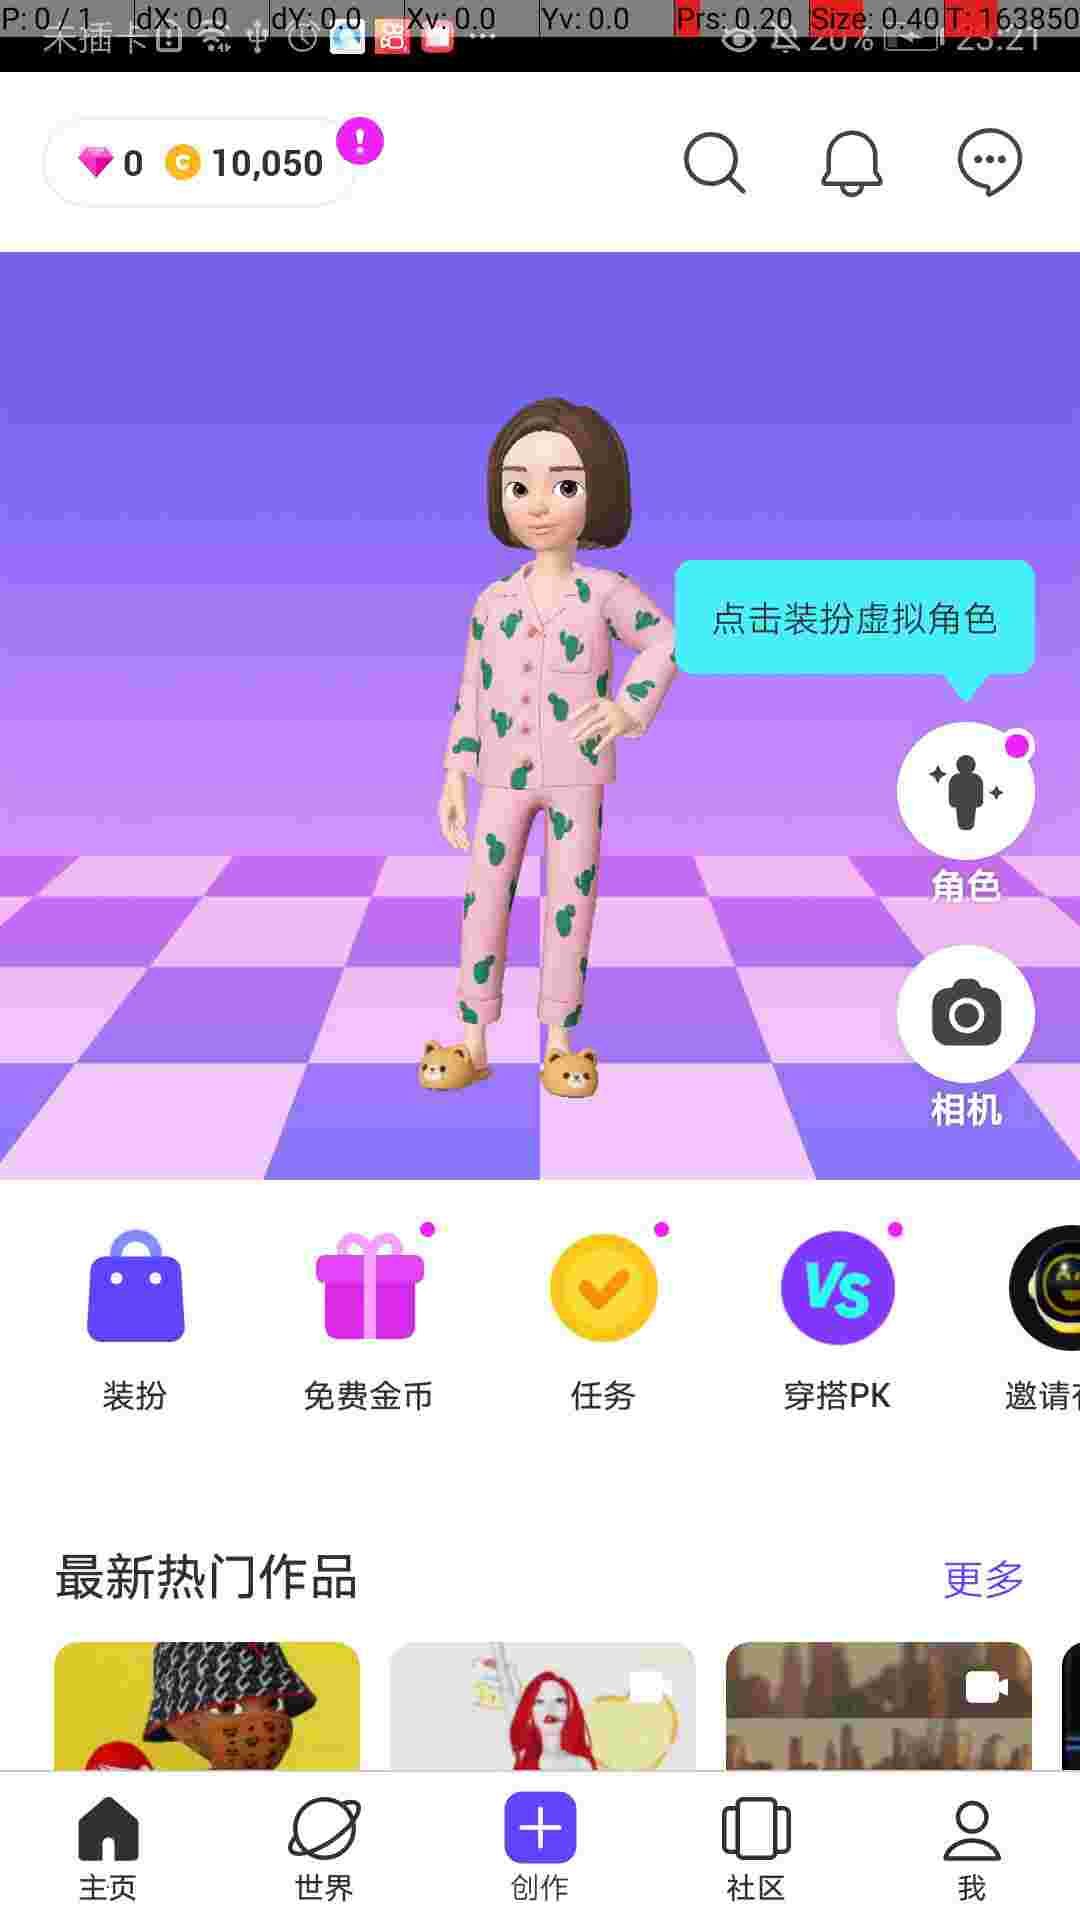 P: 0 / 1 dX: 0.0 dY: 0.0 Xv: 0.0 Yv: 0.0 Prs: 0.20 Size: 0.40 T: 163850
未插卡 20% 23:21
0 C 10,050 !
点击装扮虚拟角色
角色
相机
VS
装扮 免费金币 任务 穿搭PK 邀请
最新热门作品 更多
主页 世界 创作 社区 我